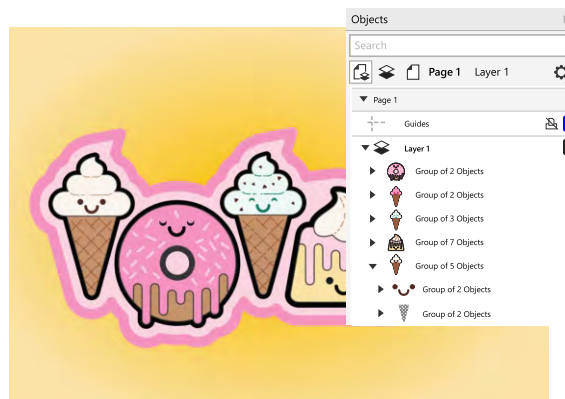 Objects
Search
Page 1 Layer 1
Page 1
Guides
Layer 1
Group of 2 Objects
Group of 2 Objects
Group of 3 Objects
Group of 7 Objects
Group of 5 Objects
Group of 2 Objects
Group of 2 Objects